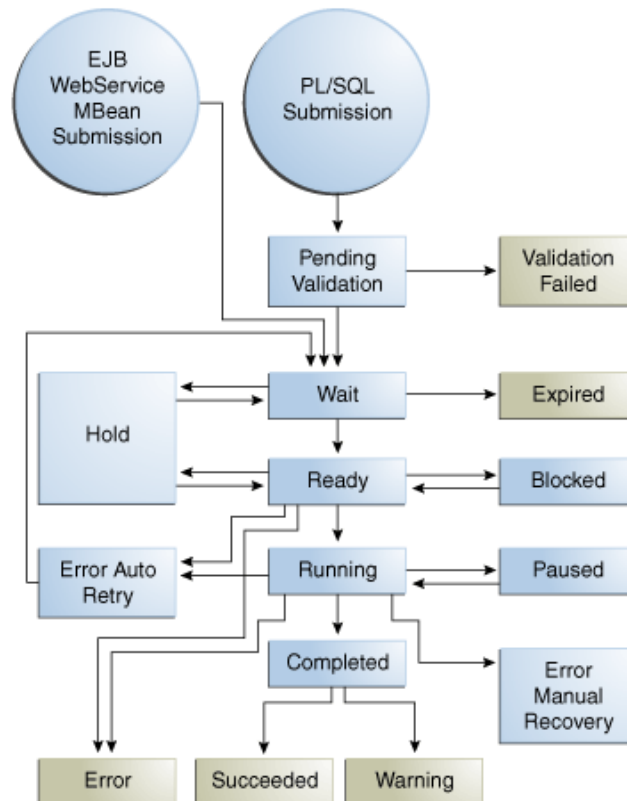 EJB
WebService
MBean
Submission
PL/SQL
Submission
Pending
Validation
Validation
Failed
Wait
Expired
Hold
Ready
Blocked
Error Auto
Retry
Running
Paused
Completed
Error
Manual
Recovery
Error
Succeeded
Warning